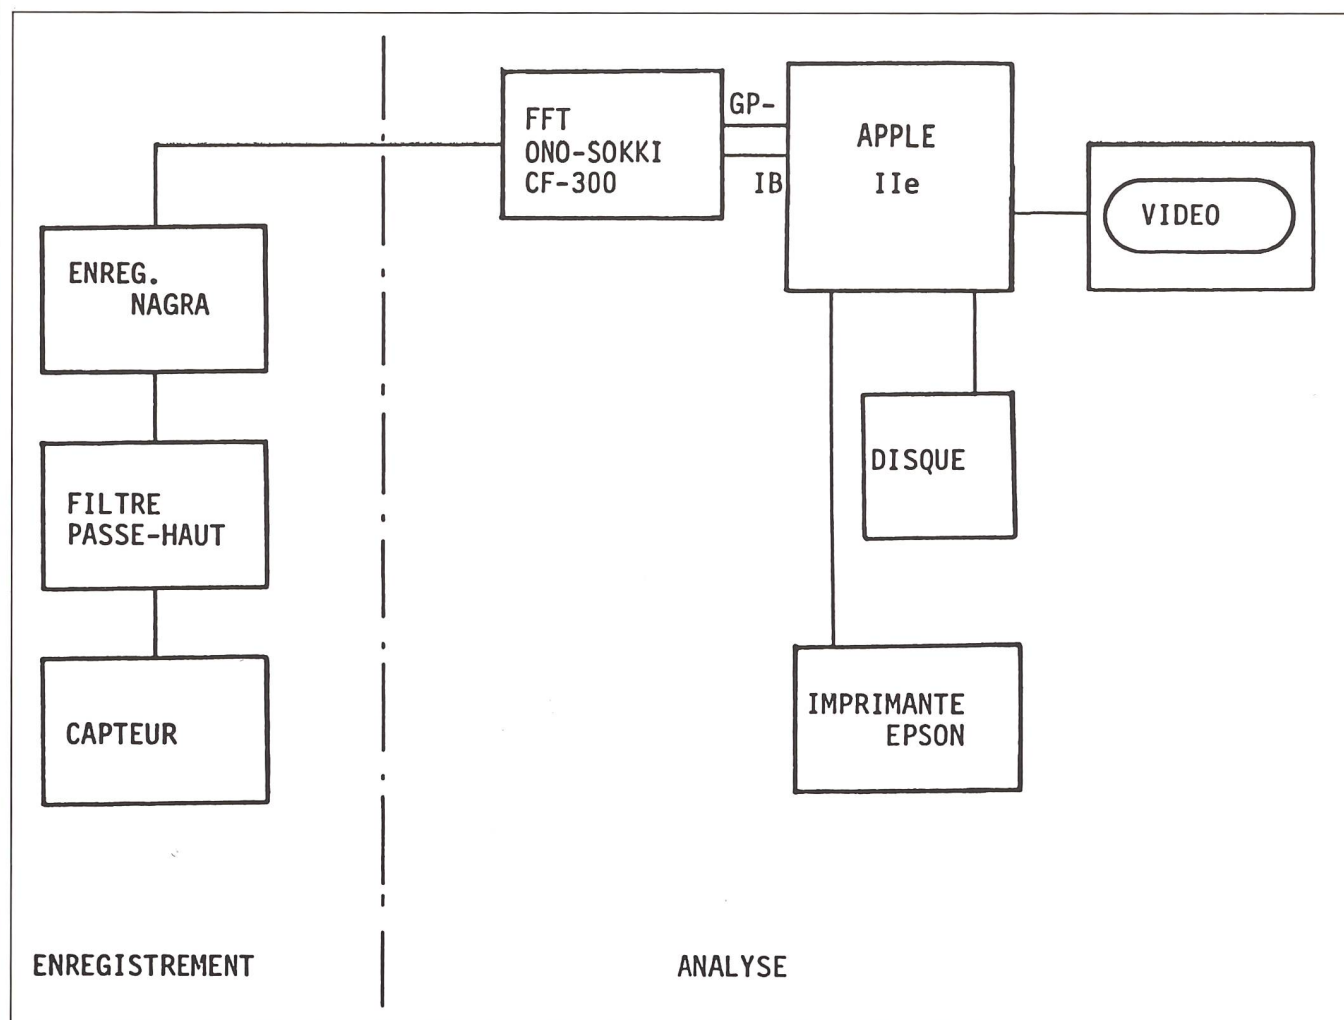 FFT
ONO-SOKKI
CF-300
GP-
IB
APPLE
IIe
VIDEO
ENREG.
NAGRA
FILTRE
PASSE-HAUT
CAPTEUR
DISQUE
IMPRIMANTE
EPSON
ENREGISTREMENT
ANALYSE